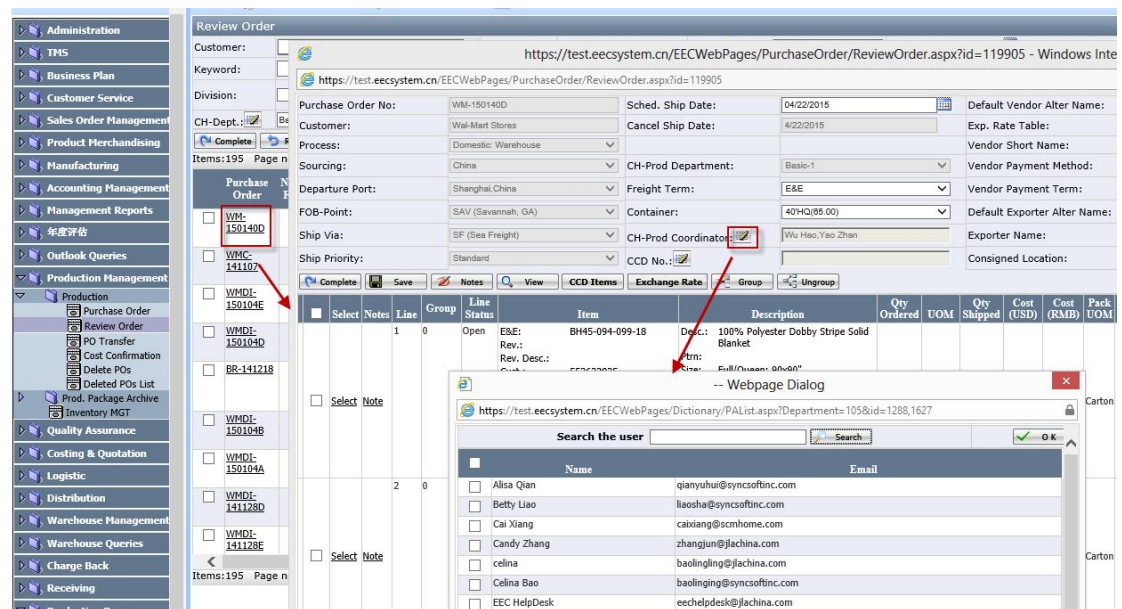 Administration
TMS
Business Plan
Customer Service
Sales Order Management
Product Merchandising
Manufacturing
Accounting Management
Management Reports
年度评估
Outlook Queries
Production Management
Production
Purchase Order
Review Order
PO Transfer
Cost Confirmation
Delete POs
Deleted POs List
Prod. Package Archive
Inventory MGT
Quality Assurance
Costing & Quotation
Logistic
Distribution
Warehouse Management
Warehouse Queries
Charge Back
Receiving
Review Order
Customer:
Keyword:
Division:
CH-Dept.:
Complete
Items:195 Page n
Purchase Order
WM-150140D
WMC-141107
WMDI-150104E
WMDI-150104D
BR-141218
WMDI-150104B
WMDI-150104A
WMDI-141128D
WMDI-141128E
Items:195 Page n
https://test.eecsystem.cn/EECWebPages/PurchaseOrder/ReviewOrder.aspx?id=119905 - Windows Inte
https://test.eecsystem.cn/EECWebPages/PurchaseOrder/ReviewOrder.aspx?id=119905
Purchase Order No: WM-150140D Sched. Ship Date: 04/22/2015 Default Vendor Alter Name:
Customer: Wal-Mart Stores Cancel Ship Date: 4/22/2015 Exp. Rate Table:
Process: Domestic: Warehouse Vendor Short Name:
Sourcing: China CH-Prod Department: Basic-1 Vendor Payment Method:
Departure Port: Shanghai,China Freight Term: E&E Vendor Payment Term:
FOB-Point: SAV (Savannah, GA) Container: 40'HQ(65.00) Default Exporter Alter Name:
Ship Via: SF (Sea Freight) CH-Prod Coordinator: Wu Hao,Yao Zhan Exporter Name:
Ship Priority: Standard CCD No.: Consigned Location:
Complete Save Notes View CCD Items Exchange Rate Group Ungroup
Select Notes Line Group Line Status Item Description Qty Ordered UOM Qty Shipped Cost (USD) Cost (RMB) Pack UOM
1 0 Open E&E: BH45-094-099-18 Desc.: 100% Polyester Dobby Stripe Solid
Rev.: Blanket
Rev. Desc.: Ptrn:
Select Note Carton
2 0
Select Note Carton
-- Webpage Dialog
https://test.eecsystem.cn/EECWebPages/Dictionary/PAList.aspx?Department=105&id=1288,1627
Search the user Search OK
Name Email
Alisa Qian qianyuhui@syncsoftinc.com
Betty Liao liaosha@syncsoftinc.com
Cai Xiang caixiang@scmhome.com
Candy Zhang zhangjun@jlachina.com
celina baolingling@jlachina.com
Celina Bao baolinging@syncsoftinc.com
EEC HelpDesk eechelpdesk@jlachina.com